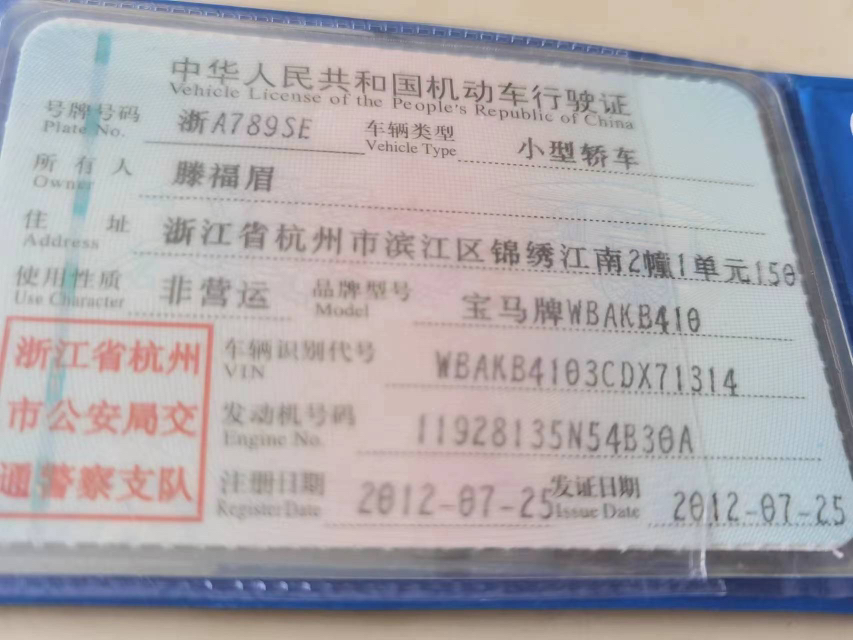 中华人民共和国机动车行驶证
Vehicle License of the People's Republic of China
号牌号码 浙A789SE 车辆类型 小型轿车
Plate No. Vehicle Type
所有人 滕福眉
Owner
住址 浙江省杭州市滨江区锦绣江南2幢1单元150
Address
使用性质 非营运 品牌型号 宝马牌WBAKB410
Use Character Model
浙江省杭州
市公安局交
通警察支队
车辆识别代号 WBAKB4103CDX71314
VIN
发动机号码 11928135N54B30A
Engine No.
注册日期 2012-07-25 发证日期 2012-07-25
Register Date Issue Date